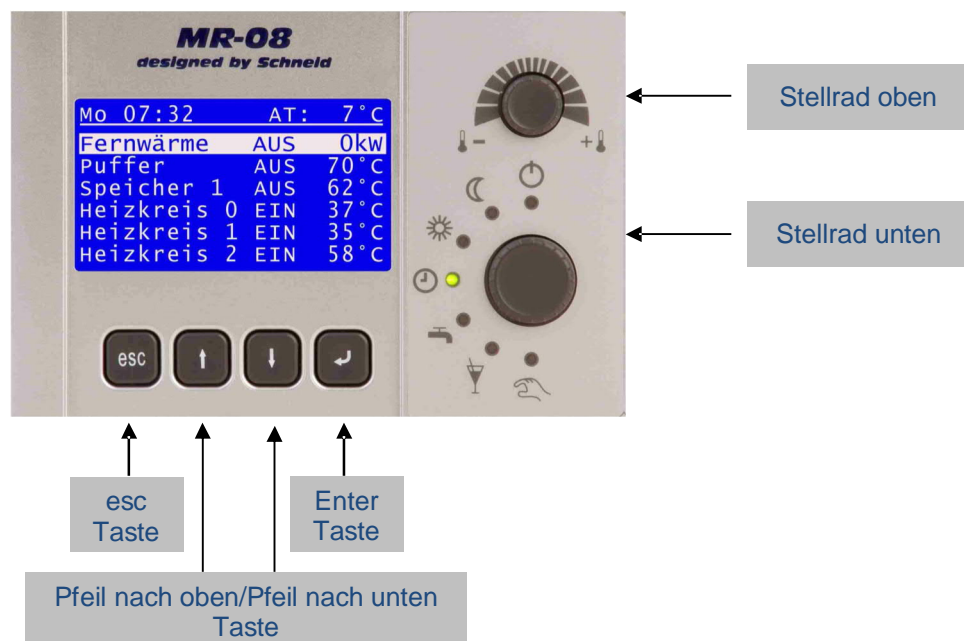 MR-08
designed by Schneid
Mo 07:32 AT: 7°C
Fernwärme AUS 0kW
Puffer AUS 70°C
Speicher 1 AUS 62°C
Heizkreis 0 EIN 37°C
Heizkreis 1 EIN 35°C
Heizkreis 2 EIN 58°C
esc
- +
Stellrad oben
Stellrad unten
esc
Taste
Enter
Taste
Pfeil nach oben/Pfeil nach unten
Taste